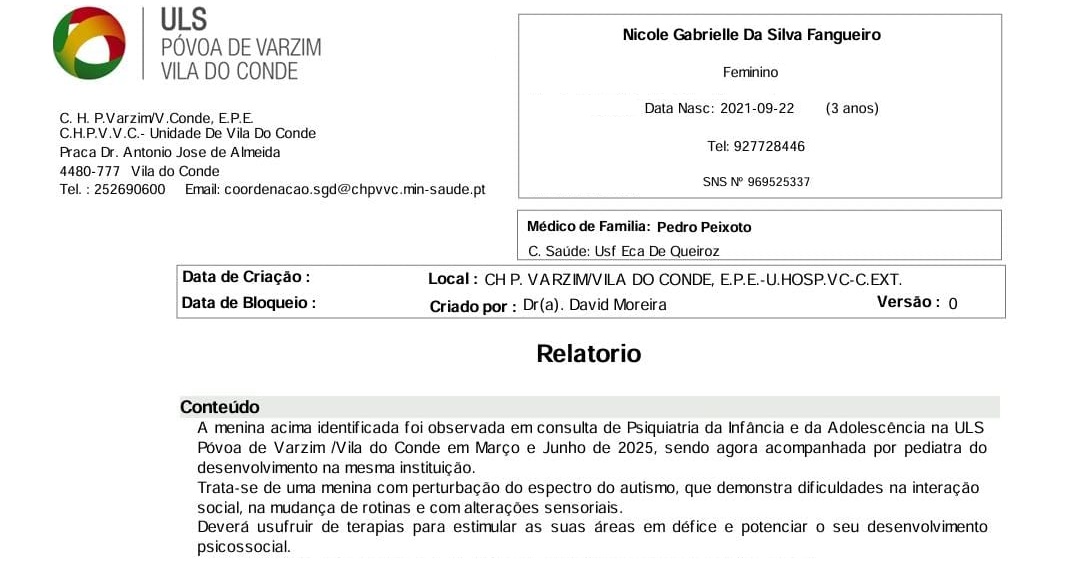 ULS
PÓVOA DE VARZIM
VILA DO CONDE
C. H. P.Varzim/V.Conde, E.P.E.
C.H.P.V.V.C.- Unidade De Vila Do Conde
Praca Dr. Antonio Jose de Almeida
4480-777 Vila do Conde
Tel. : 252690600 Email: coordenacao.sgd@chpvvc.min-saude.pt
Nicole Gabrielle Da Silva Fangueiro
Feminino
Data Nasc: 2021-09-22 (3 anos)
Tel: 927728446
SNS Nº 969525337
Médico de Familia: Pedro Peixoto
C. Saúde: Usf Eca De Queiroz
Data de Criação : Local : CH P. VARZIM/VILA DO CONDE, E.P.E.-U.HOSP.VC-C.EXT.
Data de Bloqueio : Criado por : Dr(a). David Moreira Versão : 0
Relatorio
Conteúdo
A menina acima identificada foi observada em consulta de Psiquiatria da Infância e da Adolescência na ULS
Póvoa de Varzim /Vila do Conde em Março e Junho de 2025, sendo agora acompanhada por pediatra do
desenvolvimento na mesma instituição.
Trata-se de uma menina com perturbação do espectro do autismo, que demonstra dificuldades na interação
social, na mudança de rotinas e com alterações sensoriais.
Deverá usufruir de terapias para estimular as suas áreas em défice e potenciar o seu desenvolvimento
psicossocial.